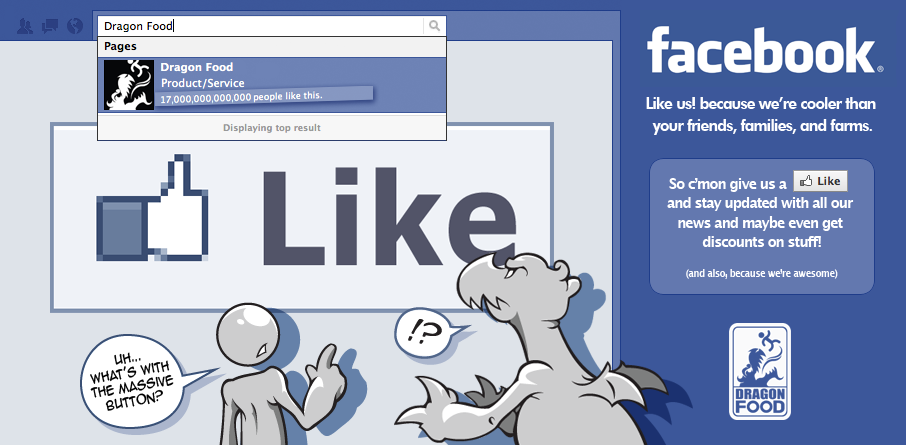 Dragon Food
Pages
Dragon Food
Product/Service
17,000,000,000,000 people like this.
Displaying top result
Like
UH...
WHAT'S WITH
THE MASSIVE
BUTTON?
!?
facebook®
Like us! because we're cooler than
your friends, families, and farms.
So c'mon give us a Like
and stay updated with all our
news and maybe even get
discounts on stuff!
(and also, because we're awesome)
DRAGON
FOOD